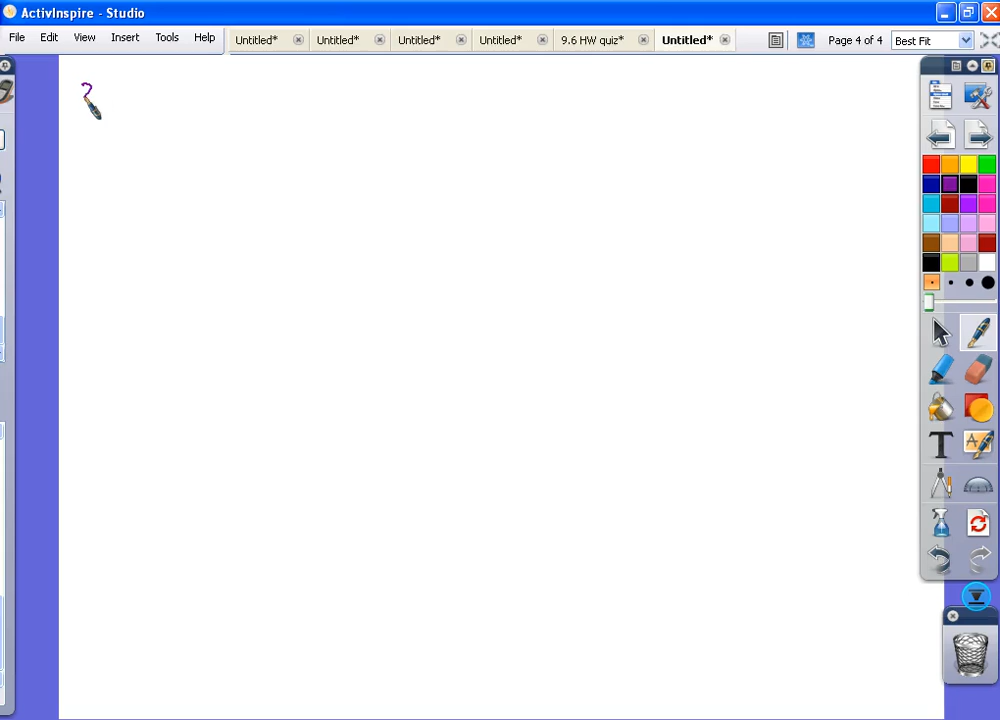 ActivInspire - Studio
File Edit View Insert Tools Help Untitled* Untitled* Untitled* Untitled* 9.6 HW quiz* Untitled* Page 4 of 4 Best Fit